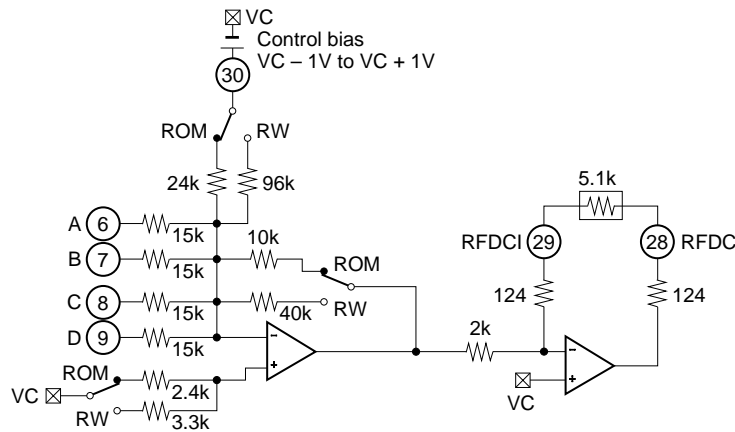 VC
Control bias
VC – 1V to VC + 1V
30
ROM
RW
24k
96k
5.1k
A 6
15k
10k
RFDCI 29
28 RFDC
B 7
15k
ROM
C 8
15k
40k
RW
124
124
D 9
15k
2k
–
+
ROM
2.4k
VC
RW
3.3k
–
+
VC